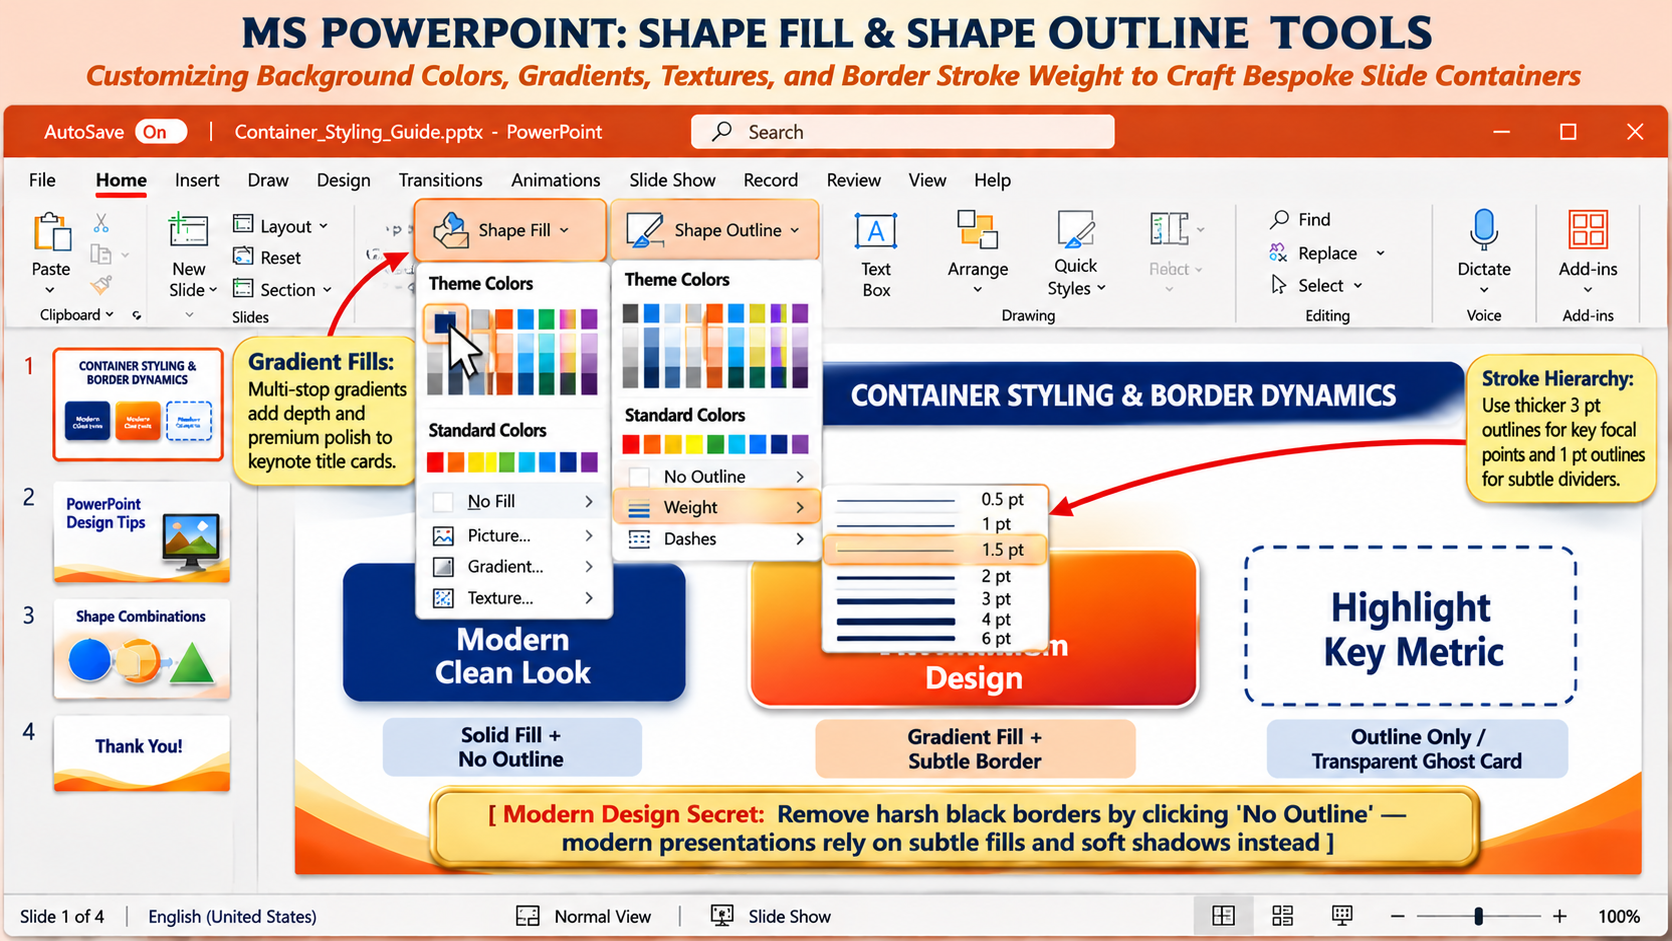 MS POWERPOINT: SHAPE FILL & SHAPE OUTLINE TOOLS
Customizing Background Colors, Gradients, Textures, and Border Stroke Weight to Craft Bespoke Slide Containers
AutoSave On | Container_Styling_Guide.pptx - PowerPoint
Search
File Home Insert Draw Design Transitions Animations Slide Show Record Review View Help
Paste
Clipboard
New
Slide
Layout
Reset
Section
Slides
Shape Fill
Shape Outline
Text
Box
Arrange
Quick
Styles
Drawing
Find
Replace
Select
Editing
Dictate
Voice
Add-ins
Add-ins
Theme Colors
Standard Colors
No Fill
Picture...
Gradient...
Texture...
Theme Colors
Standard Colors
No Outline
Weight
Dashes
0.5 pt
1 pt
1.5 pt
2 pt
3 pt
4 pt
6 pt
Gradient Fills:
Multi-stop gradients
add depth and
premium polish to
keynote title cards.
Stroke Hierarchy:
Use thicker 3 pt
outlines for key focal
points and 1 pt outlines
for subtle dividers.
1
CONTAINER STYLING &
BORDER DYNAMICS
Modern
2
PowerPoint
Design Tips
3
Shape Combinations
4
Thank You!
CONTAINER STYLING & BORDER DYNAMICS
Modern
Clean Look
Design
Highlight
Key Metric
Solid Fill +
No Outline
Gradient Fill +
Subtle Border
Outline Only /
Transparent Ghost Card
[ Modern Design Secret: Remove harsh black borders by clicking 'No Outline' —
modern presentations rely on subtle fills and soft shadows instead ]
Slide 1 of 4 | English (United States)
Normal View | Slide Show
100%